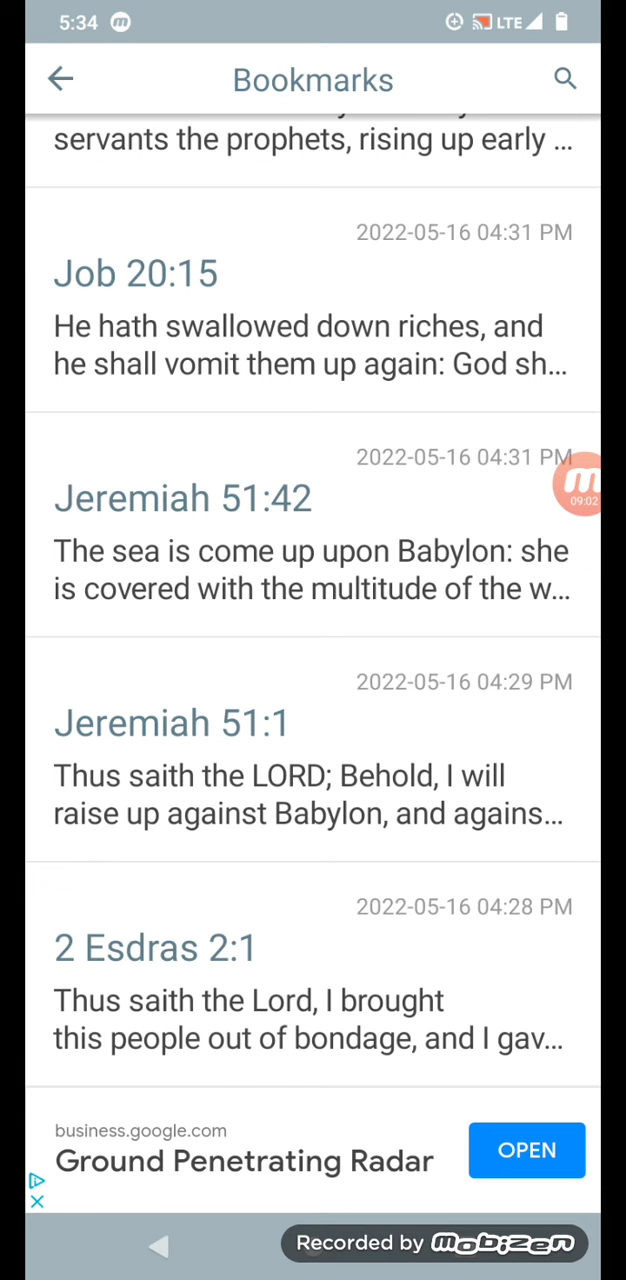 5:34 m LTE
Bookmarks
servants the prophets, rising up early ...
2022-05-16 04:31 PM
Job 20:15
He hath swallowed down riches, and
he shall vomit them up again: God sh...
2022-05-16 04:31 PM
Jeremiah 51:42
m
09:02
The sea is come up upon Babylon: she
is covered with the multitude of the w...
2022-05-16 04:29 PM
Jeremiah 51:1
Thus saith the LORD; Behold, I will
raise up against Babylon, and agains...
2022-05-16 04:28 PM
2 Esdras 2:1
Thus saith the Lord, I brought
this people out of bondage, and I gav...
business.google.com
Ground Penetrating Radar
OPEN
Recorded by mobizen